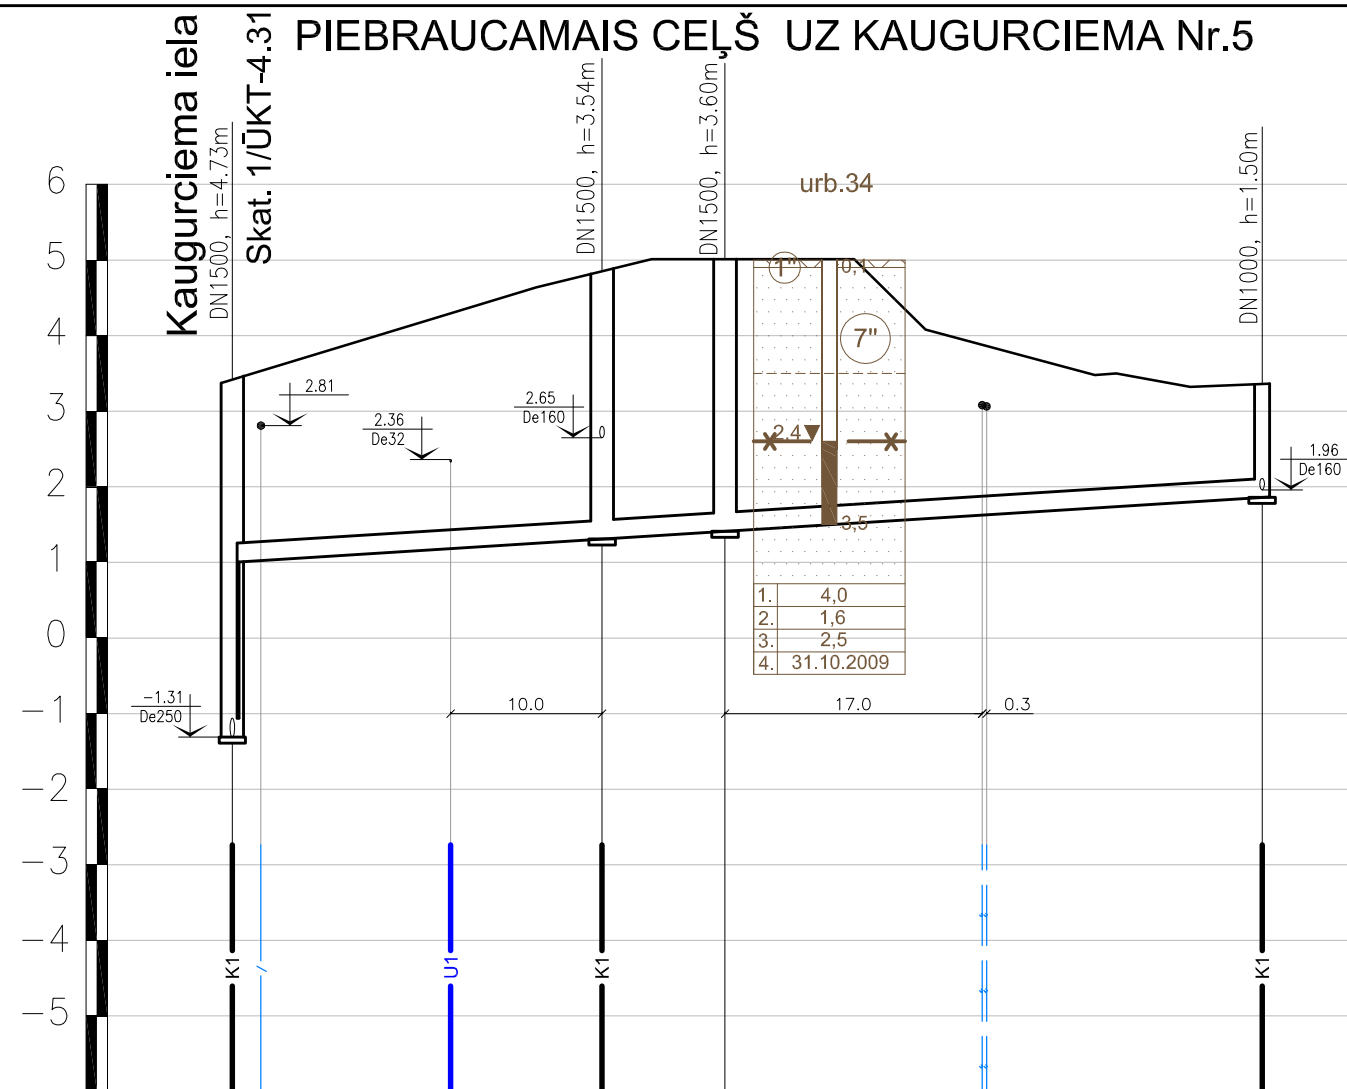 PIEBRAUCAMAIS CEĻŠ UZ KAUGURCIEMA Nr.5
Kaugurciema iela
DN1500, h=4.73m
Skat. 1/ŪKT-4.31
DN1500, h=3.54m
DN1500, h=3.60m
DN1000, h=1.50m
urb.34
6
5
4
3
2
1
0
-1
-2
-3
-4
-5
1"
0,1
7"
2.81
2.36
De32
2.65
De160
2.4
1.96
De160
3,5
1. 4,0
2. 1,6
3. 2,5
4. 31.10.2009
-1.31
De250
10.0
17.0
0.3
K1
U1
K1
K1